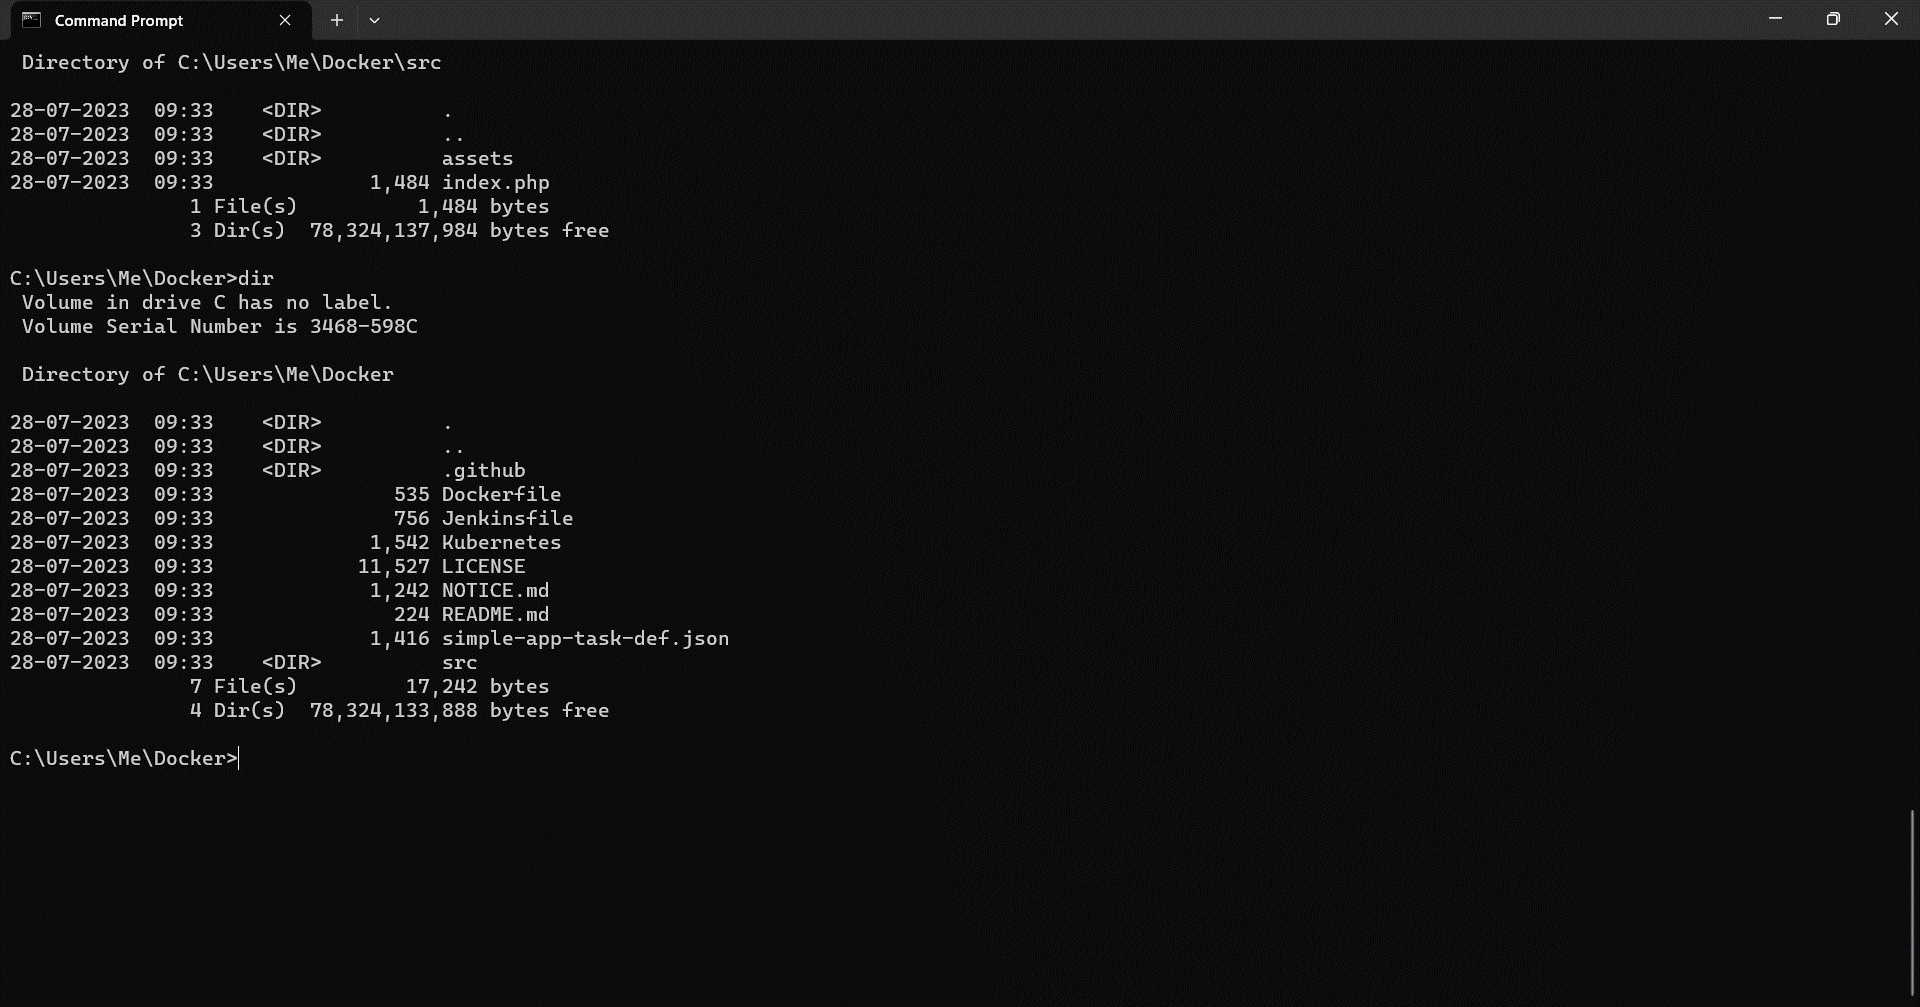 Command Prompt
 Directory of C:\Users\Me\Docker\src

28-07-2023  09:33    <DIR>          .
28-07-2023  09:33    <DIR>          ..
28-07-2023  09:33    <DIR>          assets
28-07-2023  09:33             1,484 index.php
               1 File(s)          1,484 bytes
               3 Dir(s)  78,324,137,984 bytes free

C:\Users\Me\Docker>dir
 Volume in drive C has no label.
 Volume Serial Number is 3468-598C

 Directory of C:\Users\Me\Docker

28-07-2023  09:33    <DIR>          .
28-07-2023  09:33    <DIR>          ..
28-07-2023  09:33    <DIR>          .github
28-07-2023  09:33               535 Dockerfile
28-07-2023  09:33               756 Jenkinsfile
28-07-2023  09:33             1,542 Kubernetes
28-07-2023  09:33            11,527 LICENSE
28-07-2023  09:33             1,242 NOTICE.md
28-07-2023  09:33               224 README.md
28-07-2023  09:33             1,416 simple-app-task-def.json
28-07-2023  09:33    <DIR>          src
               7 File(s)         17,242 bytes
               4 Dir(s)  78,324,133,888 bytes free

C:\Users\Me\Docker>